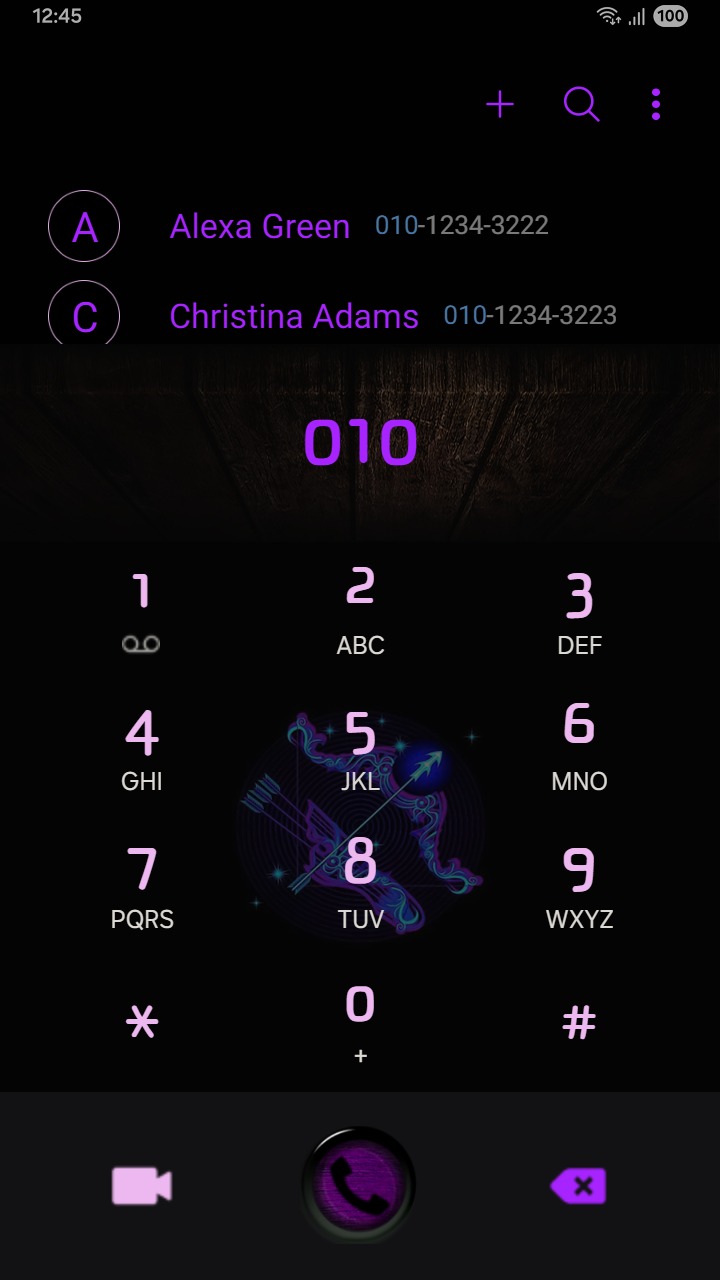 12:45 100
A Alexa Green 010-1234-3222
C Christina Adams 010-1234-3223
010
1 2 3
ABC DEF
4 5 6
GHI JKL MNO
7 8 9
PQRS TUV WXYZ
* 0 #
+